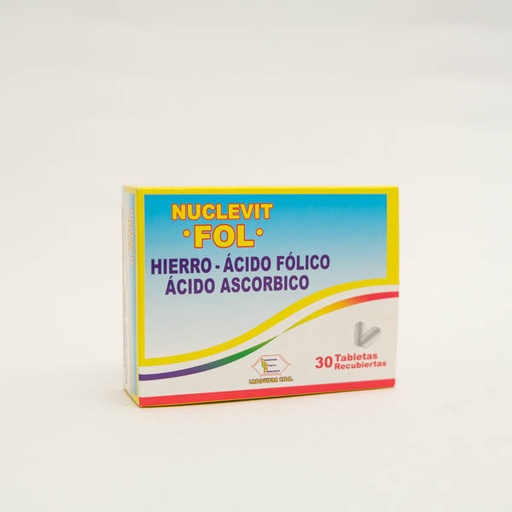 NUCLEVIT
·FOL·
HIERRO - ÁCIDO FÓLICO
ÁCIDO ASCORBICO
30 Tabletas
Recubiertas